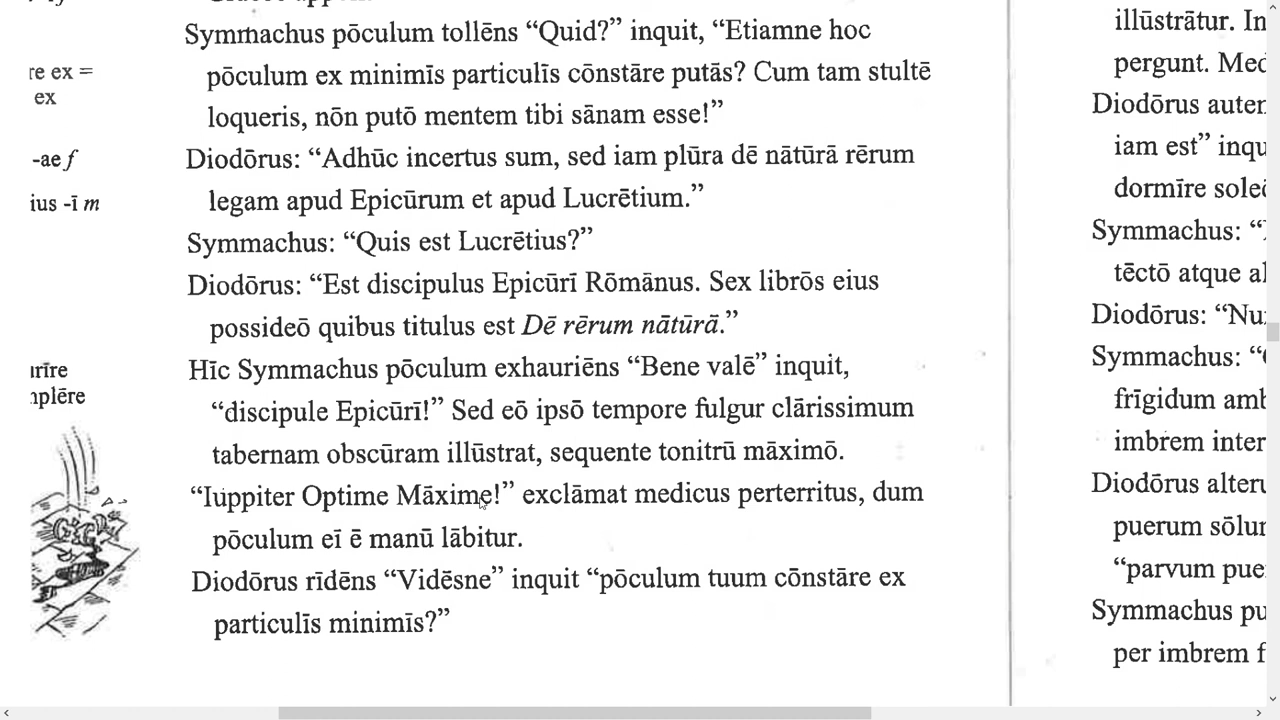 Symmachus pōculum tollēns “Quid?” inquit, “Etiamne hoc
pōculum ex minimīs particulīs cōnstāre putās? Cum tam stultē
loqueris, nōn putō mentem tibi sānam esse!”
Diodōrus: “Adhūc incertus sum, sed iam plūra dē nātūrā rērum
legam apud Epicūrum et apud Lucrētium.”
Symmachus: “Quis est Lucrētius?”
Diodōrus: “Est discipulus Epicūrī Rōmānus. Sex librōs eius
possideō quibus titulus est Dē rērum nātūrā.”
Hīc Symmachus pōculum exhauriēns “Bene valē” inquit,
“discipule Epicūrī!” Sed eō ipsō tempore fulgur clārissimum
tabernam obscūram illūstrat, sequente tonitrū māximō.
“Iuppiter Optime Māxime!” exclāmat medicus perterritus, dum
pōculum eī ē manū lābitur.
Diodōrus rīdēns “Vidēsne” inquit “pōculum tuum cōnstāre ex
particulīs minimīs?”
re ex =
ex
-ae f
ius -ī m
plēre
illūstrātur. In
pergunt. Med
Diodōrus auten
iam est” inqu
dormīre soleō
Symmachus: “
tēctō atque al
Diodōrus: “Nu
Symmachus: “
frīgidum amb
imbrem inter
Diodōrus alteru
puerum sōlu
“parvum pue
Symmachus pu
per imbrem f